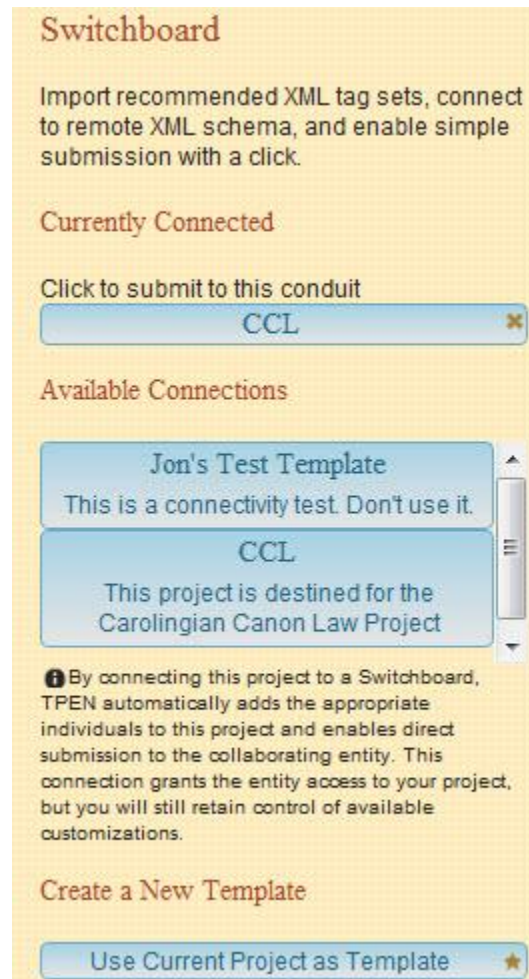 Switchboard
Import recommended XML tag sets, connect
to remote XML schema, and enable simple
submission with a click.
Currently Connected
Click to submit to this conduit
CCL
Available Connections
Jon's Test Template
This is a connectivity test. Don't use it.
CCL
This project is destined for the
Carolingian Canon Law Project
By connecting this project to a Switchboard,
TPEN automatically adds the appropriate
individuals to this project and enables direct
submission to the collaborating entity. This
connection grants the entity access to your project,
but you will still retain control of available
customizations.
Create a New Template
Use Current Project as Template